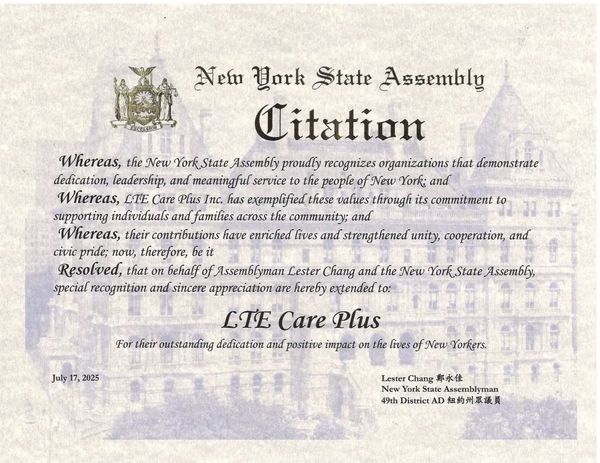 New York State Assembly
Citation
EXCELSIOR
Whereas, the New York State Assembly proudly recognizes organizations that demonstrate
dedication, leadership, and meaningful service to the people of New York; and
Whereas, LTE Care Plus Inc. has exemplified these values through its commitment to
supporting individuals and families across the community; and
Whereas, their contributions have enriched lives and strengthened unity, cooperation, and
civic pride; now, therefore, be it
Resolved, that on behalf of Assemblyman Lester Chang and the New York State Assembly,
special recognition and sincere appreciation are hereby extended to:
LTE Care Plus
For their outstanding dedication and positive impact on the lives of New Yorkers.
July 17, 2025
Lester Chang 鄭永佳
New York State Assemblyman
49th District AD 紐約州眾議員